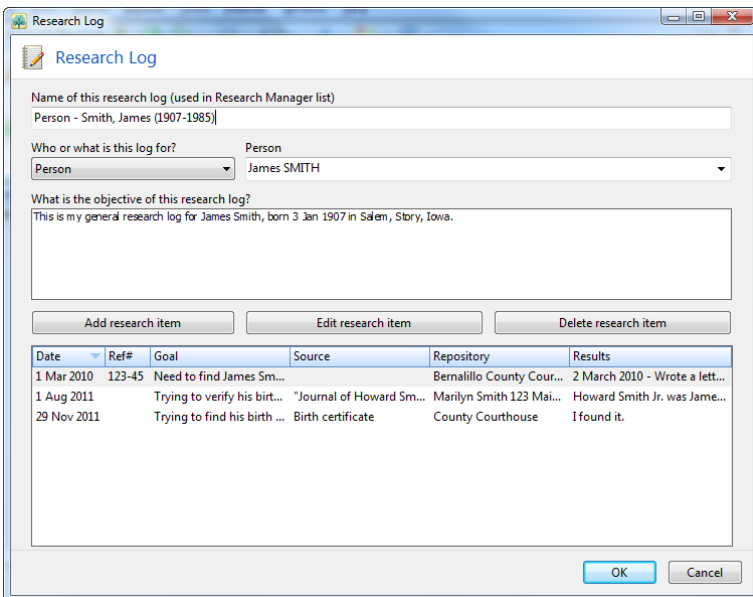 Research Log
Research Log
Name of this research log (used in Research Manager list)
Person - Smith, James (1907-1985)
Who or what is this log for? Person
Person James SMITH
What is the objective of this research log?
This is my general research log for James Smith, born 3 Jan 1907 in Salem, Story, Iowa.
Add research item Edit research item Delete research item
Date Ref# Goal Source Repository Results
1 Mar 2010 123-45 Need to find James Sm... Bernalillo County Cour... 2 March 2010 - Wrote a lett...
1 Aug 2011 Trying to verify his birt... "Journal of Howard Sm... Marilyn Smith 123 Mai... Howard Smith Jr. was Jame...
29 Nov 2011 Trying to find his birth ... Birth certificate County Courthouse I found it.
OK Cancel